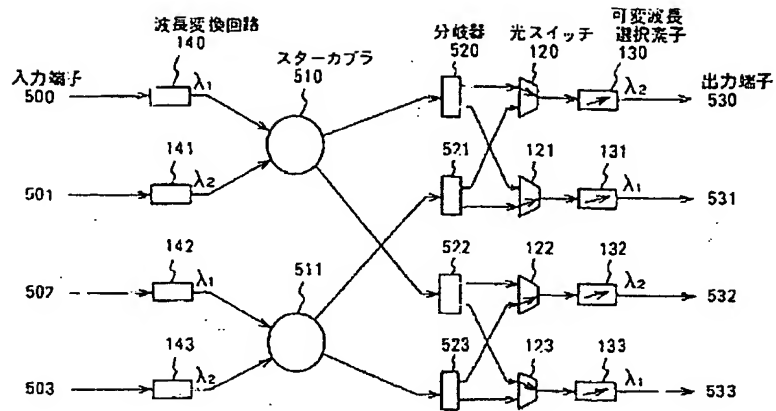 波長変換回路
140
λ1
スターカプラ
510
分岐器
520
光スイッチ
120
可変波長
選択素子
130
入力端子
500
λ2
出力端子
530
141
λ2
501
521
121
131
λ1
531
142
λ1
507
511
522
122
132
λ2
532
143
λ2
503
523
123
133
λ1
533